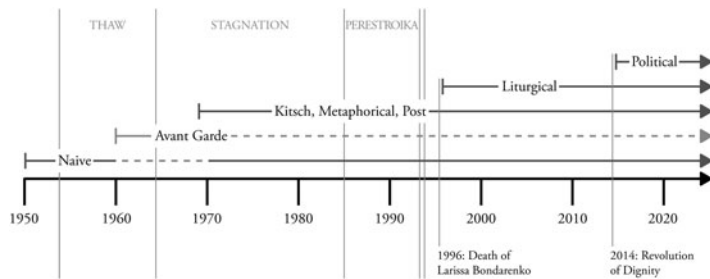 THAW STAGNATION PERESTROIKA
Political
Liturgical
Kitsch, Metaphorical, Post
Avant Garde
Naive
1950 1960 1970 1980 1990 2000 2010 2020
1996: Death of
Larissa Bondarenko
2014: Revolution
of Dignity